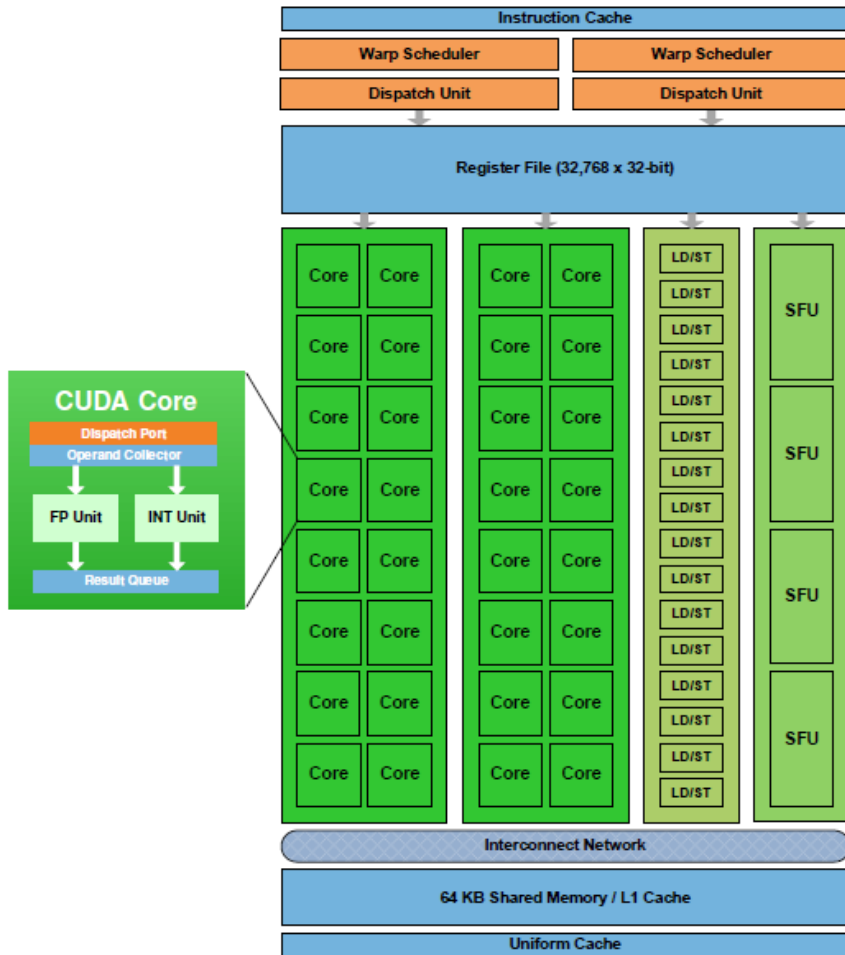 Instruction Cache
Warp Scheduler Warp Scheduler
Dispatch Unit Dispatch Unit
Register File (32,768 x 32-bit)
Core Core Core Core LD/ST LD/ST SFU
Core Core Core Core LD/ST LD/ST
Core Core Core Core LD/ST LD/ST SFU
Core Core Core Core LD/ST LD/ST
Core Core Core Core LD/ST LD/ST SFU
Core Core Core Core LD/ST LD/ST
Core Core Core Core LD/ST LD/ST SFU
Core Core Core Core LD/ST LD/ST
CUDA Core
Dispatch Port
Operand Collector
FP Unit INT Unit
Result Queue
Interconnect Network
64 KB Shared Memory / L1 Cache
Uniform Cache